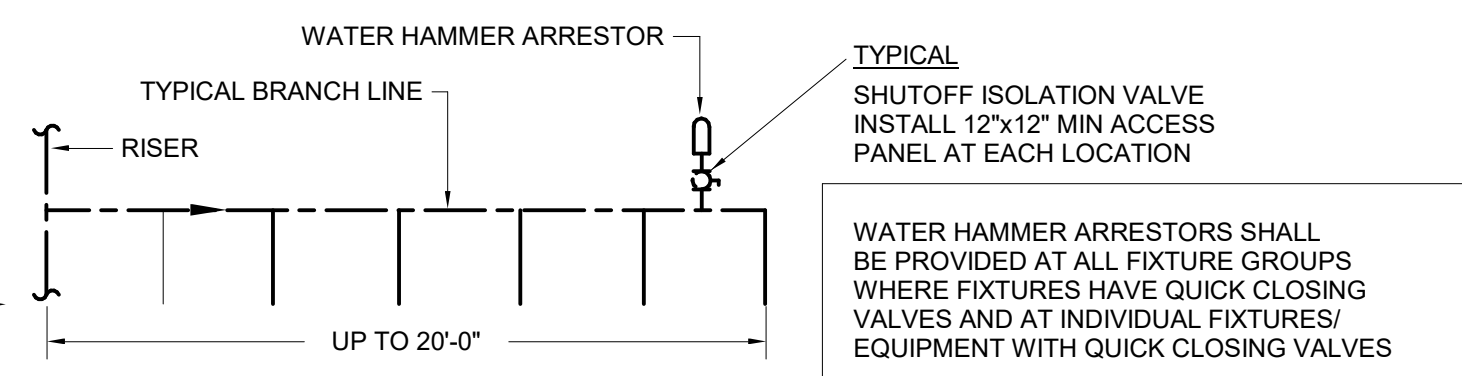 WATER HAMMER ARRESTOR
TYPICAL BRANCH LINE
RISER
UP TO 20'-0"
TYPICAL
SHUTOFF ISOLATION VALVE
INSTALL 12"x12" MIN ACCESS
PANEL AT EACH LOCATION
WATER HAMMER ARRESTORS SHALL
BE PROVIDED AT ALL FIXTURE GROUPS
WHERE FIXTURES HAVE QUICK CLOSING
VALVES AND AT INDIVIDUAL FIXTURES/
EQUIPMENT WITH QUICK CLOSING VALVES